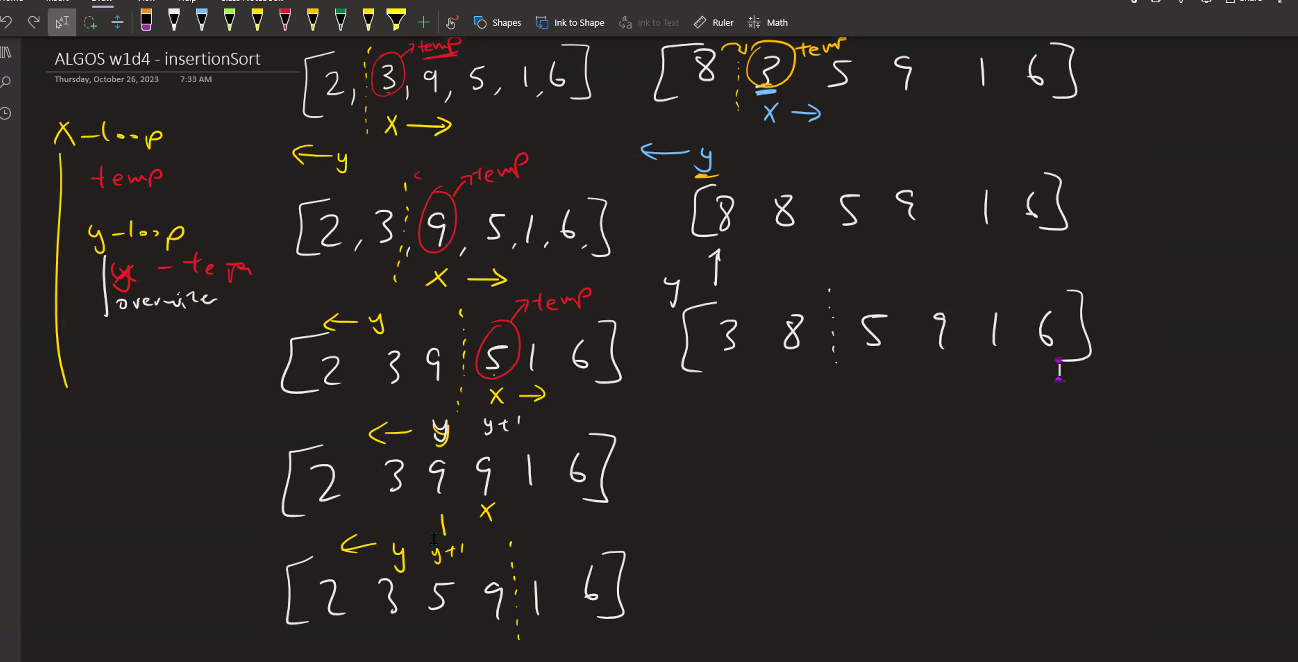 Shapes Ink to Shape Ink to Text Ruler Math
ALGOS w1d4 - insertionSort
Thursday, October 26, 2023 7:33 AM
x-loop
temp
y-loop
- temp
overwrite
temp
[2, 3, 9, 5, 1, 6]
x →
← y
temp
[2, 3, 9, 5, 1, 6,]
x →
temp
← y
[2 3 9 5 1 6]
x →
← y y+1
[2 3 9 9 1 6]
x
← y y+1
[2 3 5 9 1 6]
temp
[8 3 5 9 1 6]
x →
← y
[8 8 5 9 1 6]
y
[3 8 5 9 1 6]